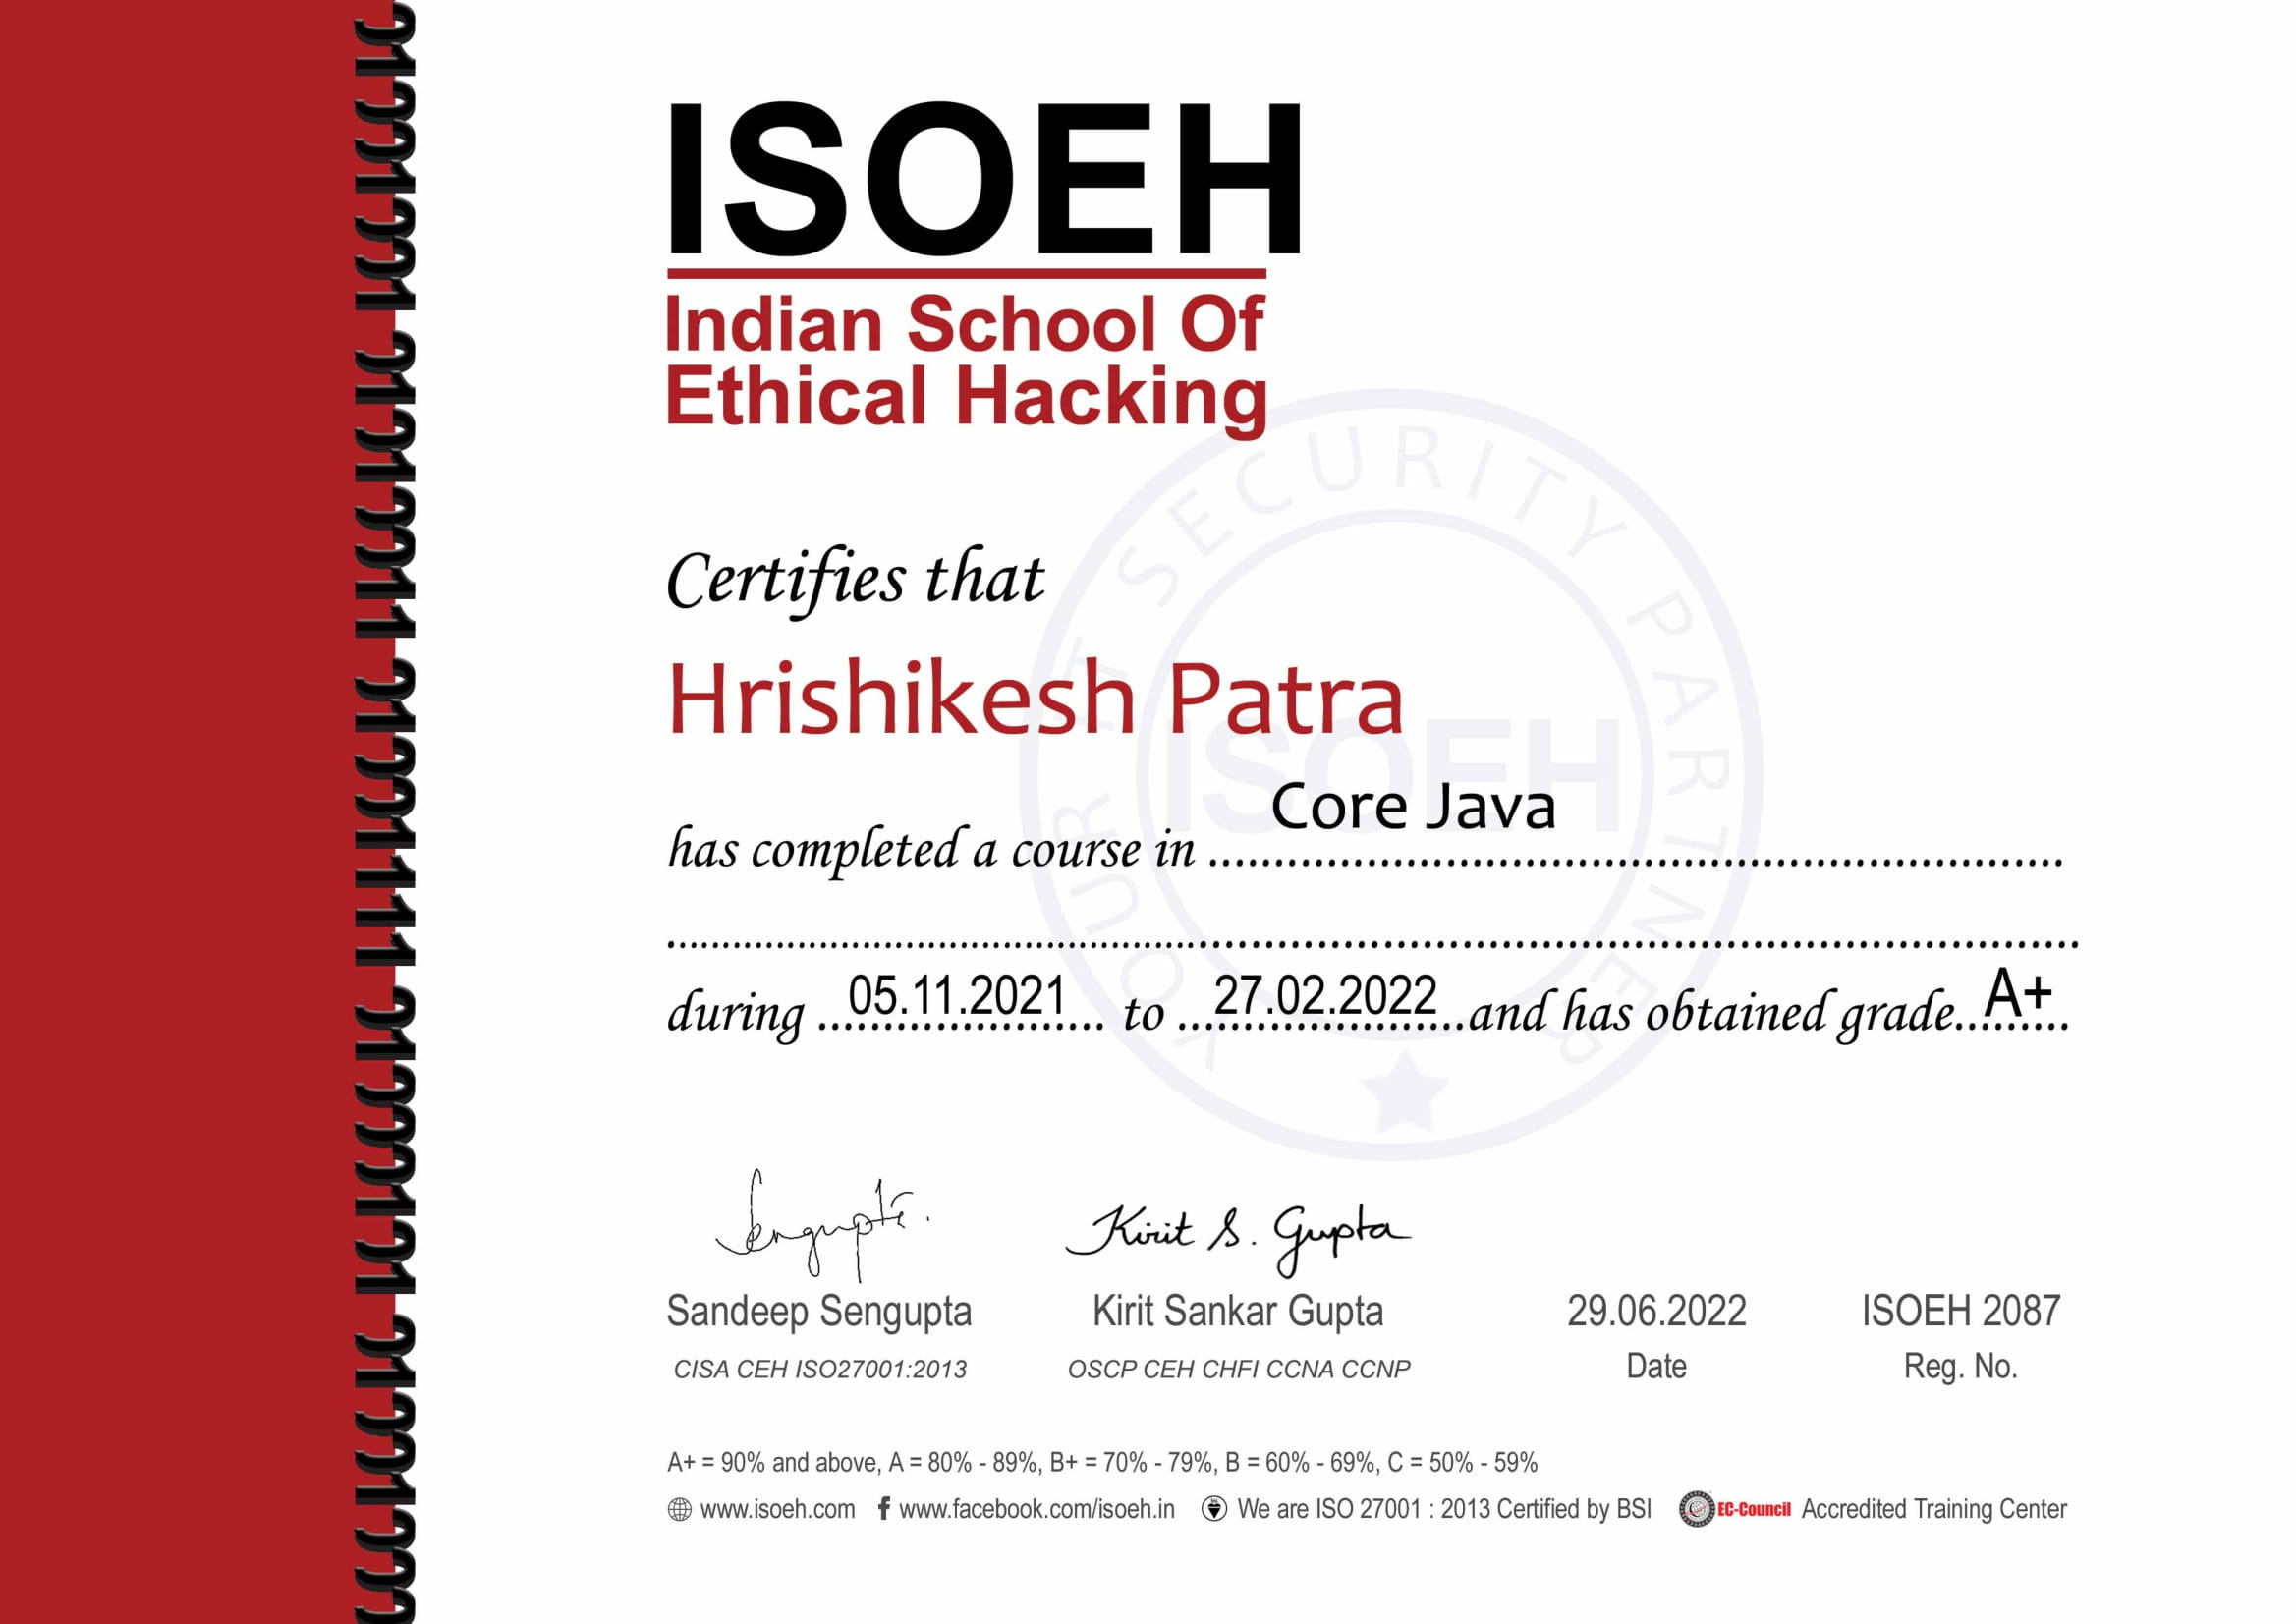 ISOEH
Indian School Of
Ethical Hacking
Certifies that
Hrishikesh Patra
has completed a course in Core Java
during 05.11.2021 to 27.02.2022 and has obtained grade A+
YOUR IT SECURITY PARTNER
ISOEH
Sengupta.
Kirit S. Gupta
Sandeep Sengupta
CISA CEH ISO27001:2013
Kirit Sankar Gupta
OSCP CEH CHFI CCNA CCNP
29.06.2022
Date
ISOEH 2087
Reg. No.
A+ = 90% and above, A = 80% - 89%, B+ = 70% - 79%, B = 60% - 69%, C = 50% - 59%
www.isoeh.com f www.facebook.com/isoeh.in We are ISO 27001 : 2013 Certified by BSI EC-Council Accredited Training Center